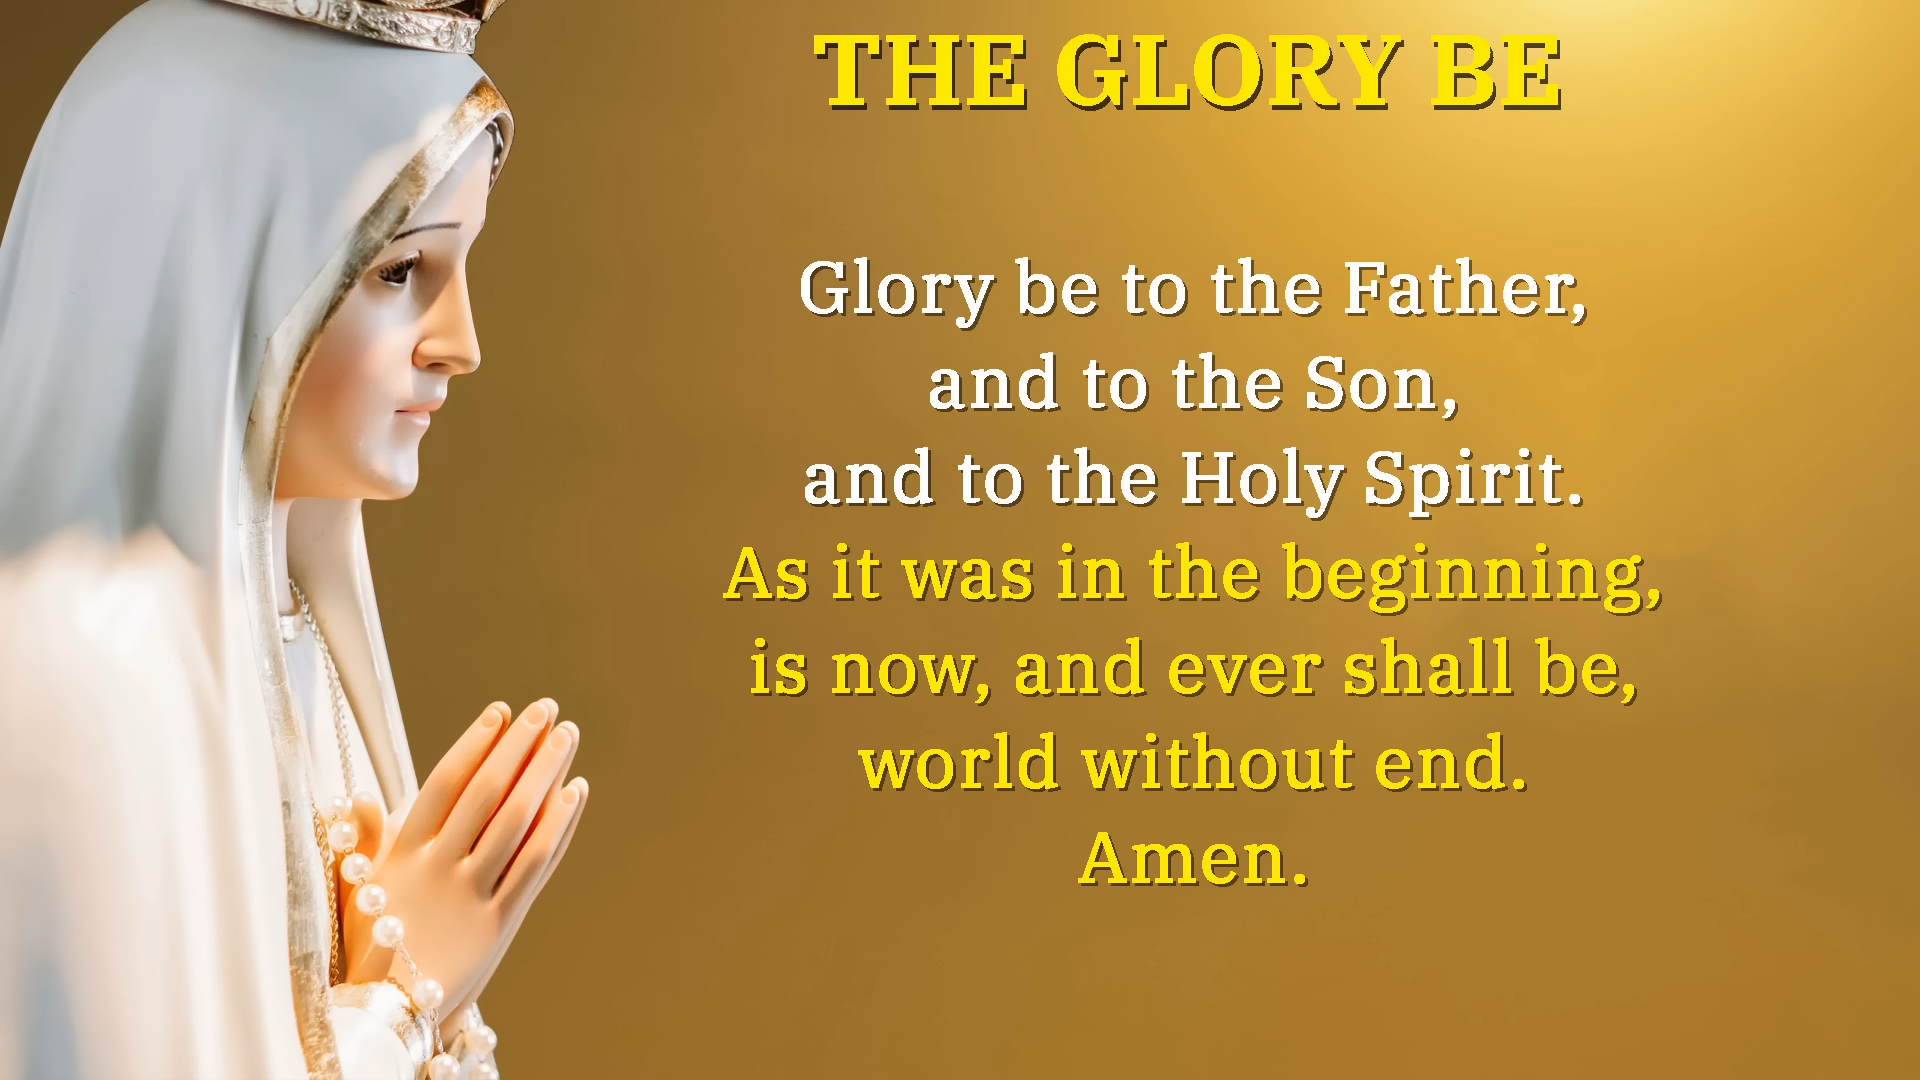 THE GLORY BE
Glory be to the Father,
and to the Son,
and to the Holy Spirit.
As it was in the beginning,
is now, and ever shall be,
world without end.
Amen.